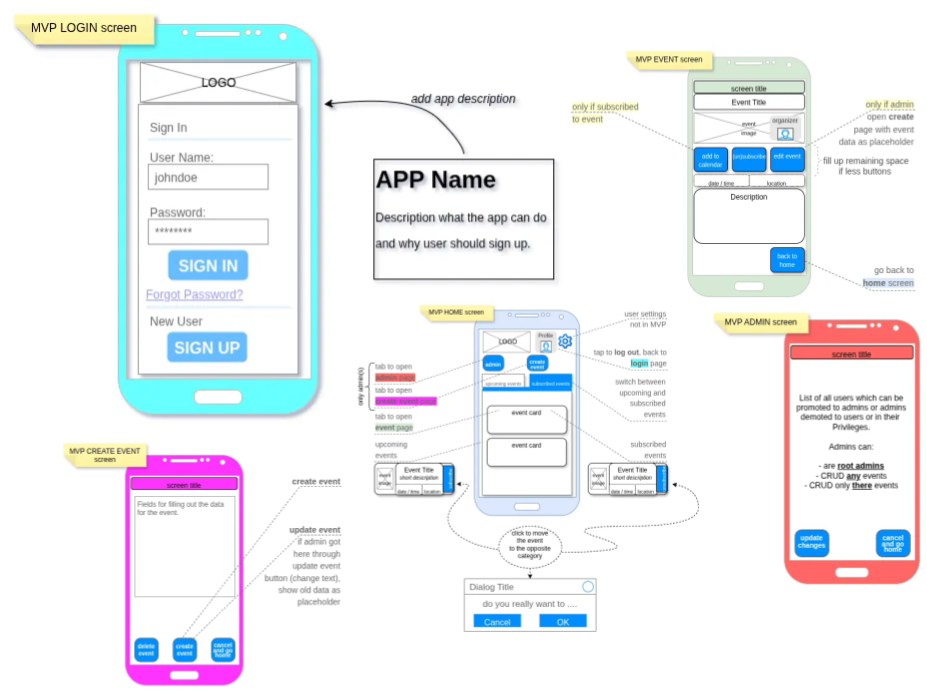 MVP LOGIN screen
LOGO
Sign In
User Name:
johndoe
Password:
********
SIGN IN
Forgot Password?
New User
SIGN UP
add app description
APP Name
Description what the app can do
and why user should sign up.
MVP EVENT screen
screen title
Event Title
event
image
organizer
add to
calendar
(un)subscribe
edit event
date / time
location
Description
back to
home
only if subscribed
to event
only if admin
open create
page with event
data as placeholder
fill up remaining space
if less buttons
go back to
home screen
MVP HOME screen
LOGO
Profile
admin
create
event
upcoming events
subscribed events
event card
event card
only admin(s)
tab to open
admin page
tab to open
create event page
tab to open
event page
upcoming
events
event
image
Event Title
short description
date / time
location
subscribe
user settings
not in MVP
tap to log out, back to
login page
switch between
upcoming and
subscribed
events
subscribed
events
event
image
Event Title
short description
date / time
location
click to move
the event
to the opposite
category
Dialog Title
do you really want to ....
Cancel
OK
MVP ADMIN screen
screen title
List of all users which can be
promoted to admins or admins
demoted to users or in their
Privileges.
Admins can:
- are root admins
- CRUD any events
- CRUD only there events
update
changes
cancel
and go
home
MVP CREATE EVENT
screen
screen title
Fields for filling out the data
for the event.
delete
event
create
event
cancel
and go
home
create event
update event
if admin got
here through
update event
button (change text),
show old data as
placeholder